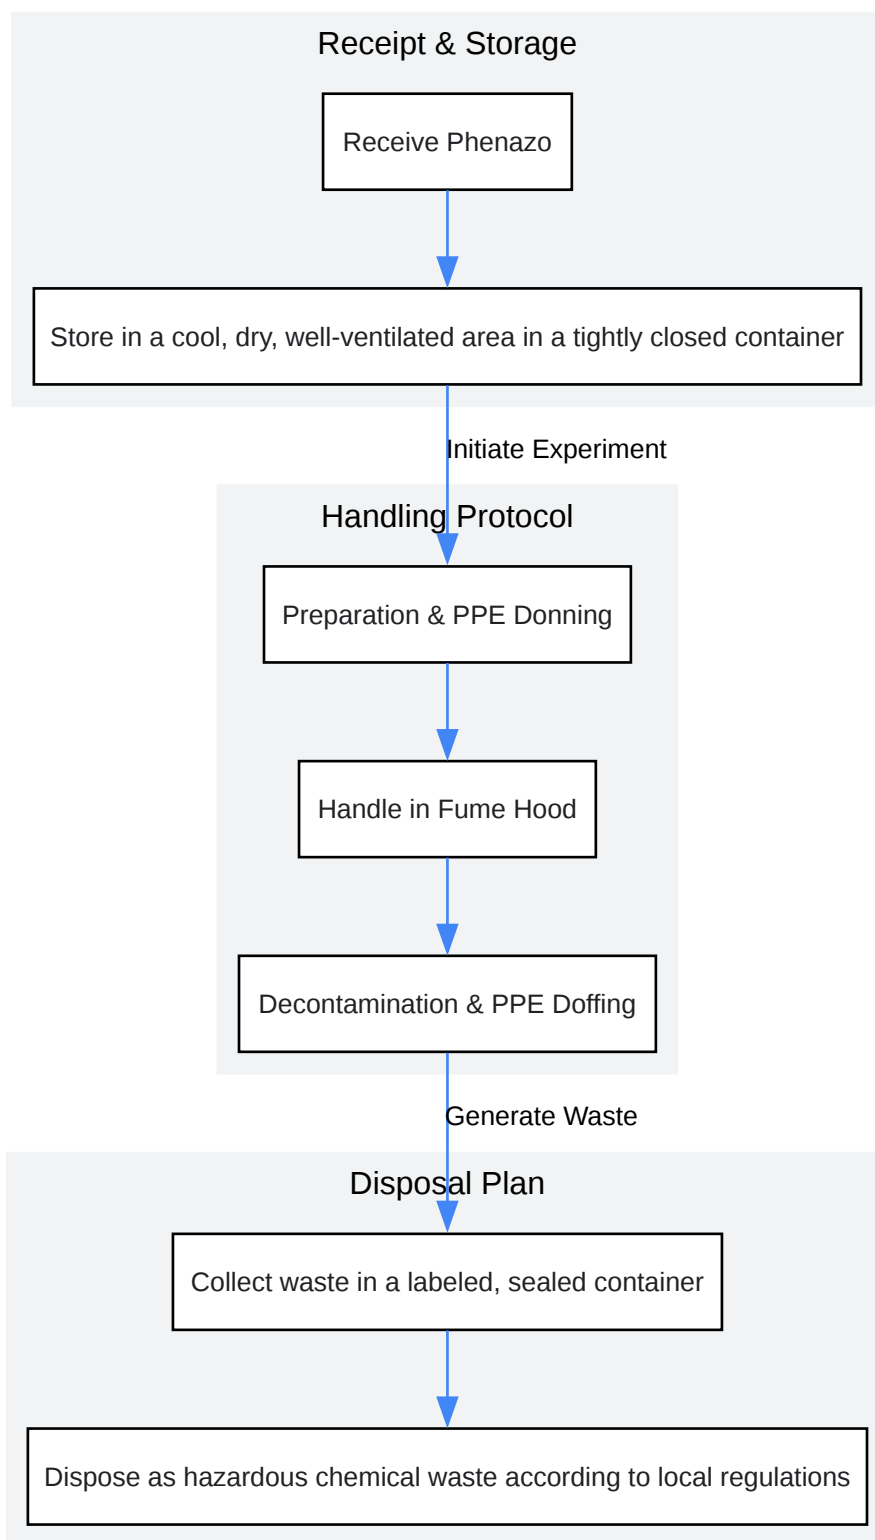 Receipt & Storage
Receive Phenazo
Store in a cool, dry, well-ventilated area in a tightly closed container
Initiate Experiment
Handling Protocol
Preparation & PPE Donning
Handle in Fume Hood
Decontamination & PPE Doffing
Generate Waste
Disposal Plan
Collect waste in a labeled, sealed container
Dispose as hazardous chemical waste according to local regulations